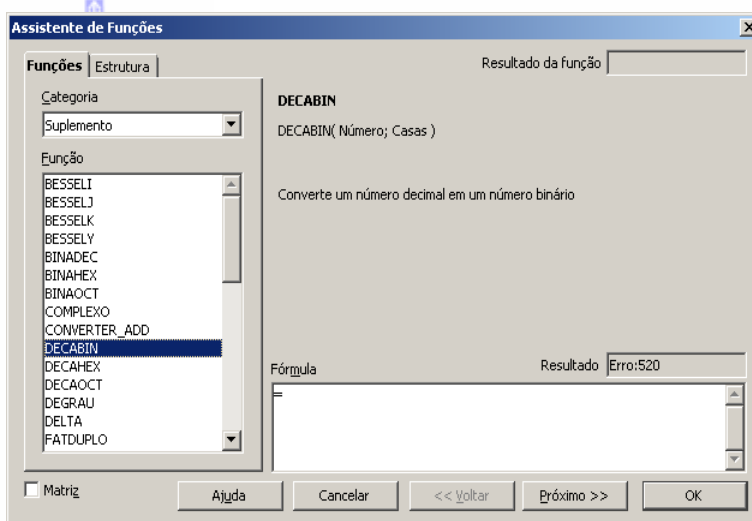 Assistente de Funções
Funções Estrutura
Resultado da função
Categoria
Suplemento
Função
BESSELI
BESSELJ
BESSELK
BESSELY
BINADEC
BINAHEX
BINAOCT
COMPLEXO
CONVERTER_ADD
DECABIN
DECAHEX
DECAOCT
DEGRAU
DELTA
FATDUPLO
DECABIN
DECABIN( Número; Casas )
Converte um número decimal em um número binário
Fórmula
Resultado Erro:520
=
Matriz
Ajuda
Cancelar
<< Voltar
Próximo >>
OK